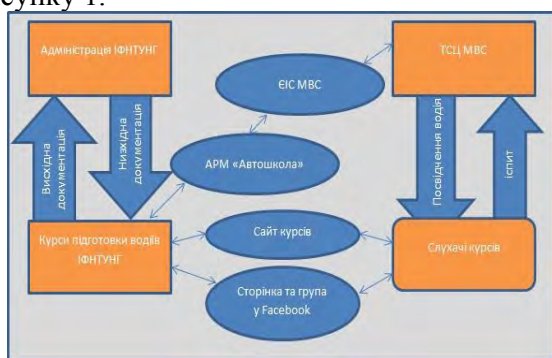 сунку 1.
Адміністрація ІФНТУНГ
ТСЦ МВС
ЄІС МВС
Висхідна
документація
Низхідна
документація
АРМ «Автошкола»
Посвідчення водія
іспит
Курси підготовки водіїв
ІФНТУНГ
Сайт курсів
Слухачі курсів
Сторінка та група
у Facebook